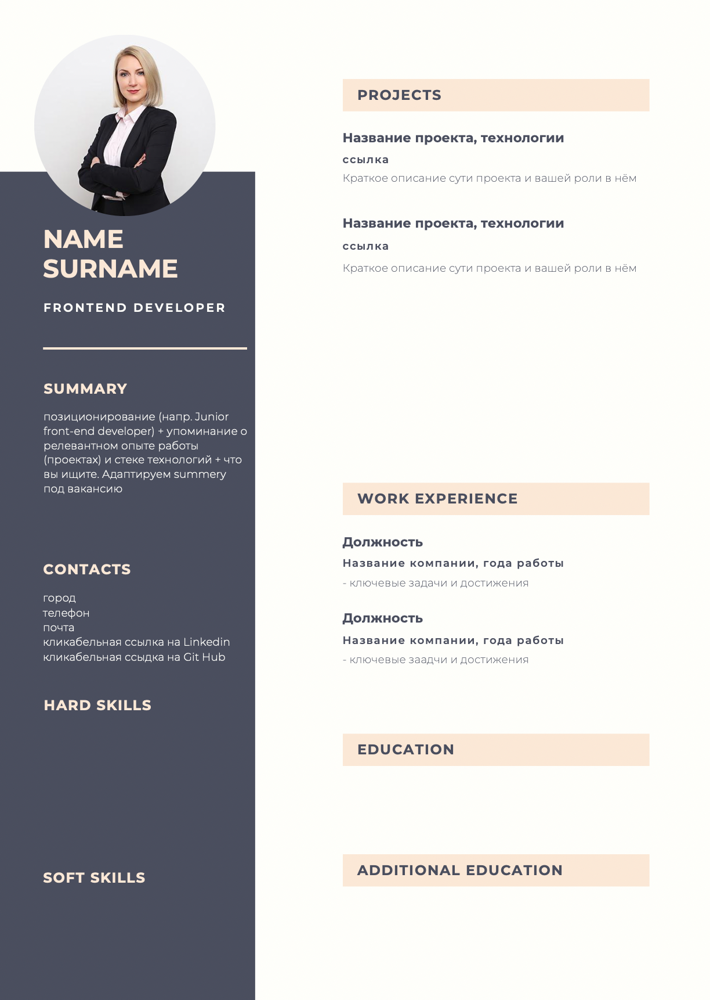 NAME
SURNAME
FRONTEND DEVELOPER
SUMMARY
позиционирование (напр. Junior
front-end developer) + упоминание о
релевантном опыте работы
(проектах) и стеке технологий + что
вы ищите. Адаптируем summery
под вакансию
CONTACTS
город
телефон
почта
кликабельная ссылка на Linkedin
кликабельная ссыдка на Git Hub
HARD SKILLS
SOFT SKILLS
PROJECTS
Название проекта, технологии
ссылка
Краткое описание сути проекта и вашей роли в нём
Название проекта, технологии
ссылка
Краткое описание сути проекта и вашей роли в нём
WORK EXPERIENCE
Должность
Название компании, года работы
- ключевые задачи и достижения
Должность
Название компании, года работы
- ключевые заадчи и достижения
EDUCATION
ADDITIONAL EDUCATION